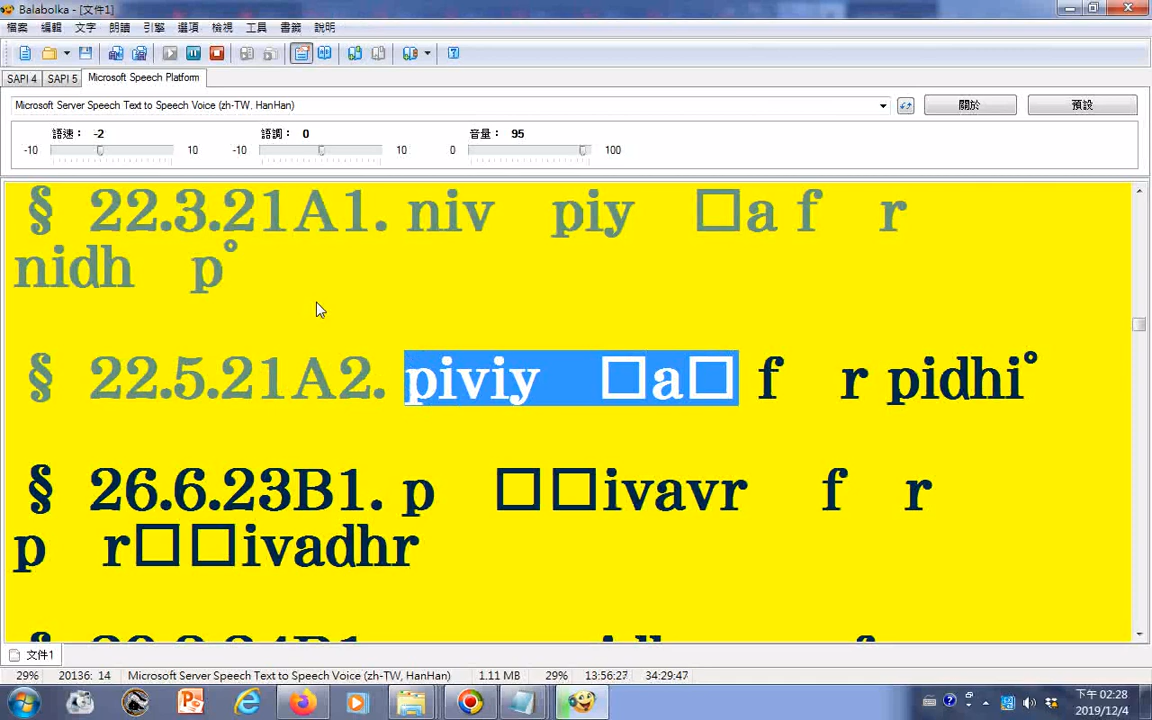 Balabolka - [文件1]
檔案 編輯 文字 朗讀 引擎 選項 檢視 工具 書籤 說明
SAPI 4 SAPI 5 Microsoft Speech Platform
Microsoft Server Speech Text to Speech Voice (zh-TW, HanHan) 關於 預設
語速： -2 語調： 0 音量： 95
-10 10 -10 10 0 100
§ 22.3.21A1. niv piy □a f r
nidh p°
§ 22.5.21A2. piviy □a□ f r pidhi°
§ 26.6.23B1. p □□ivavr f r
p r□□ivadhr
文件1
29% 20136: 14 Microsoft Server Speech Text to Speech Voice (zh-TW, HanHan) 1.11 MB 29% 13:56:27 34:29:47
下午 02:28
2019/12/4